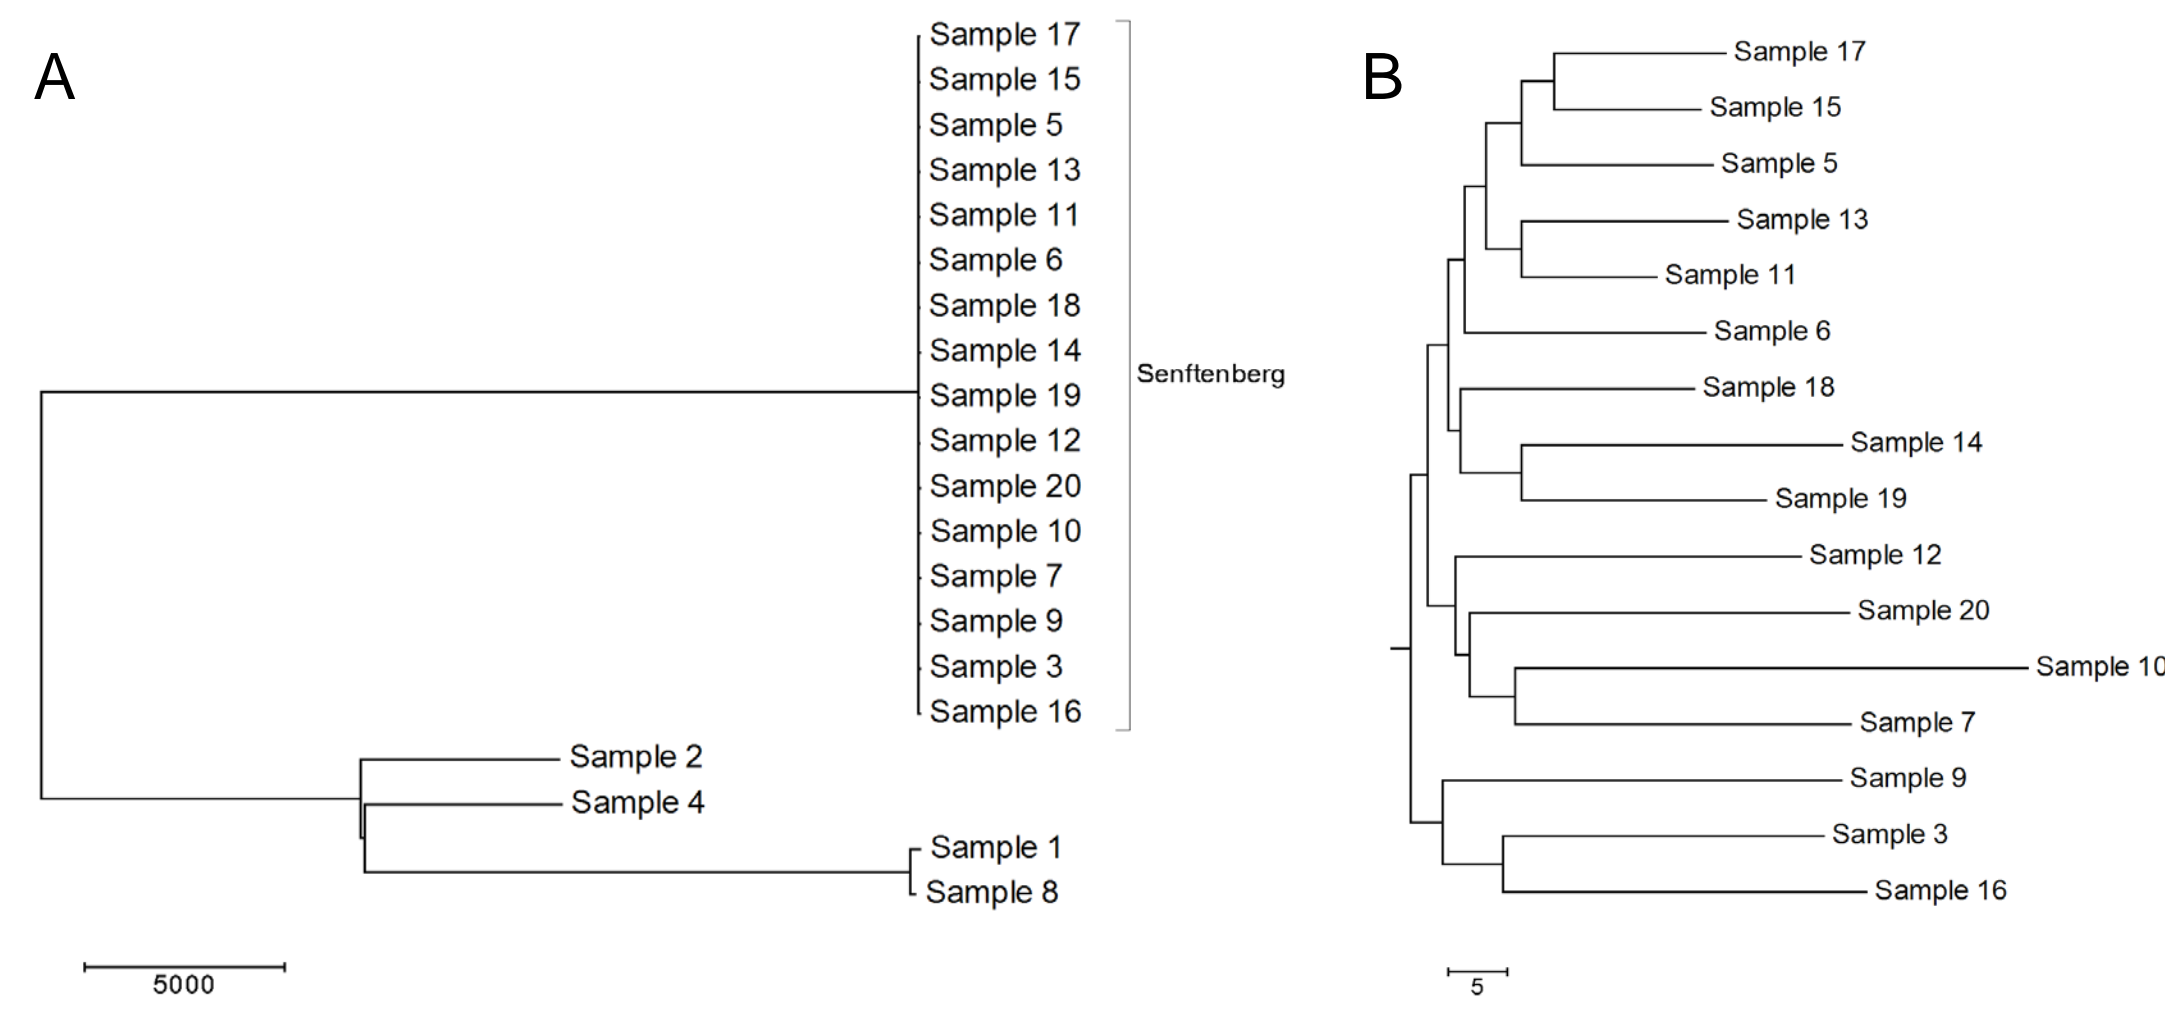 A
Sample 17
Sample 15
Sample 5
Sample 13
Sample 11
Sample 6
Sample 18
Sample 14
Sample 19
Sample 12
Sample 20
Sample 10
Sample 7
Sample 9
Sample 3
Sample 16
Senftenberg
Sample 2
Sample 4
Sample 1
Sample 8
5000
B
Sample 17
Sample 15
Sample 5
Sample 13
Sample 11
Sample 6
Sample 18
Sample 14
Sample 19
Sample 12
Sample 20
Sample 10
Sample 7
Sample 9
Sample 3
Sample 16
5